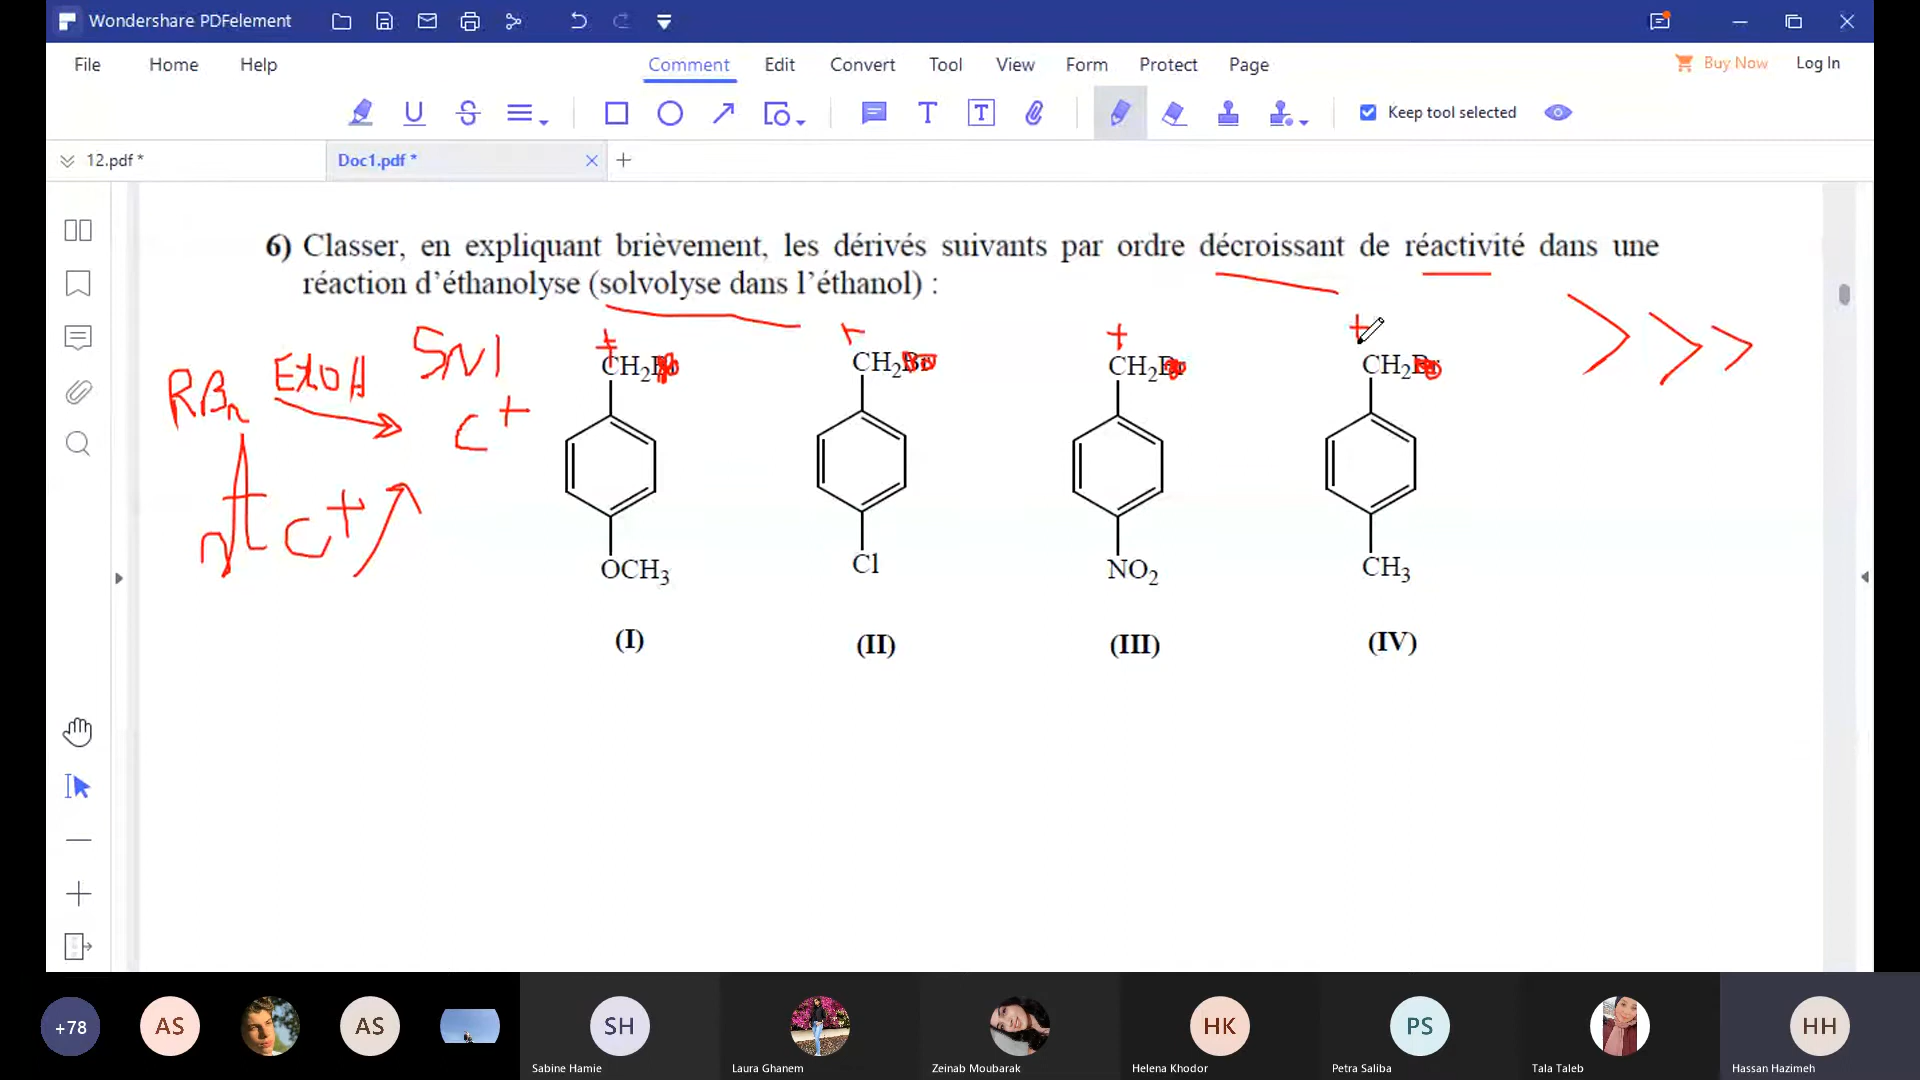 Wondershare PDFelement
File Home Help Comment Edit Convert Tool View Form Protect Page Buy Now Log In
T T Keep tool selected
12.pdf * Doc1.pdf *
6) Classer, en expliquant brièvement, les dérivés suivants par ordre décroissant de réactivité dans une
réaction d'éthanolyse (solvolyse dans l'éthanol) :
RBr EtOH SN1
C+
C+
+ + + +
CH2Br CH2Br CH2Br CH2Br
OCH3 Cl NO2 CH3
(I) (II) (III) (IV)
+78 AS AS SH HK PS HH
Sabine Hamie Laura Ghanem Zeinab Moubarak Helena Khodor Petra Saliba Tala Taleb Hassan Hazimeh